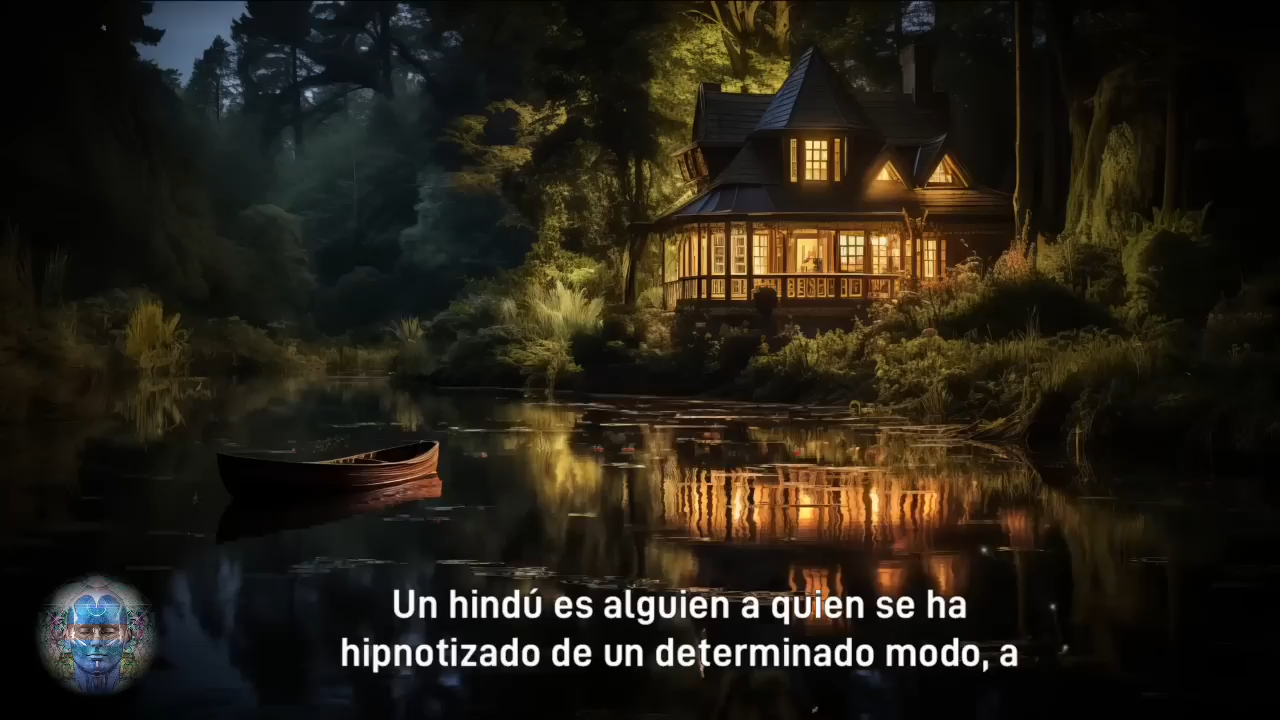 Un hindú es alguien a quien se ha
hipnotizado de un determinado modo, a